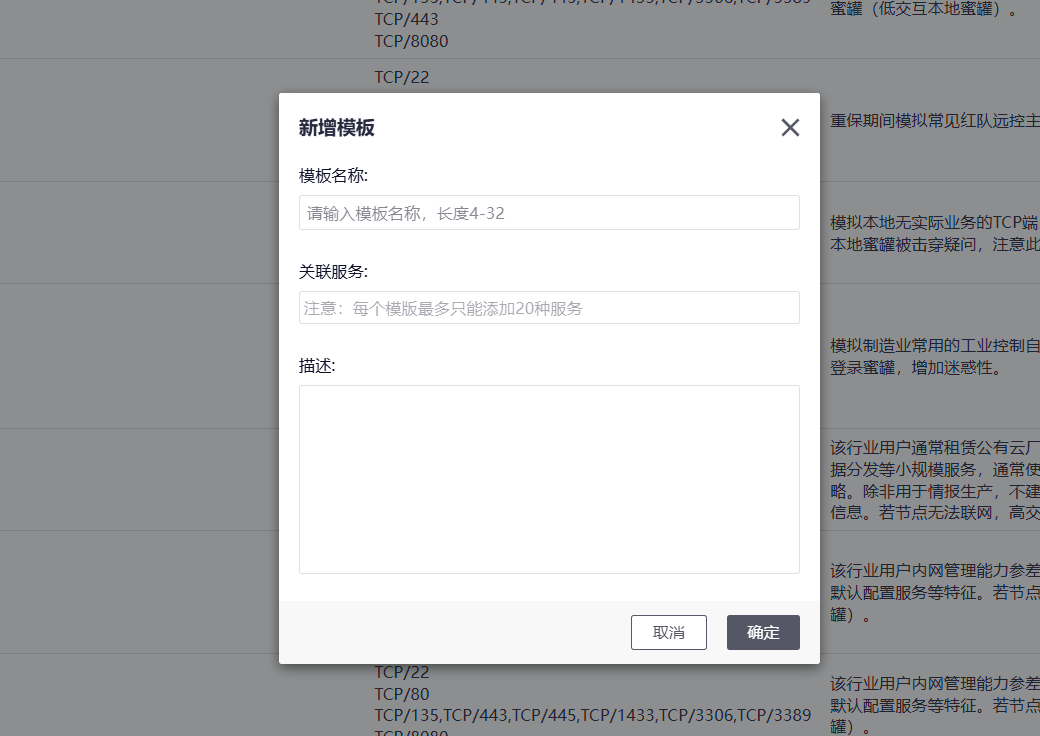 TCP/135,TCP/443,TCP/445,TCP/1433,TCP/3306,TCP/3389
TCP/443
TCP/8080
蜜罐（低交互本地蜜罐）。
TCP/22
重保期间模拟常见红队远控主
模拟本地无实际业务的TCP端
本地蜜罐被击穿疑问，注意此
模拟制造业常用的工业控制自
登录蜜罐，增加迷惑性。
该行业用户通常租赁公有云厂
据分发等小规模服务，通常使
略。除非用于情报生产，不建
信息。若节点无法联网，高交
该行业用户内网管理能力参差
默认配置服务等特征。若节点
罐）。
新增模板
模板名称:
请输入模板名称，长度4-32
关联服务:
注意：每个模版最多只能添加20种服务
描述:
取消
确定
TCP/22
TCP/80
TCP/135,TCP/443,TCP/445,TCP/1433,TCP/3306,TCP/3389
TCP/8080
该行业用户内网管理能力参差
默认配置服务等特征。若节点
罐）。